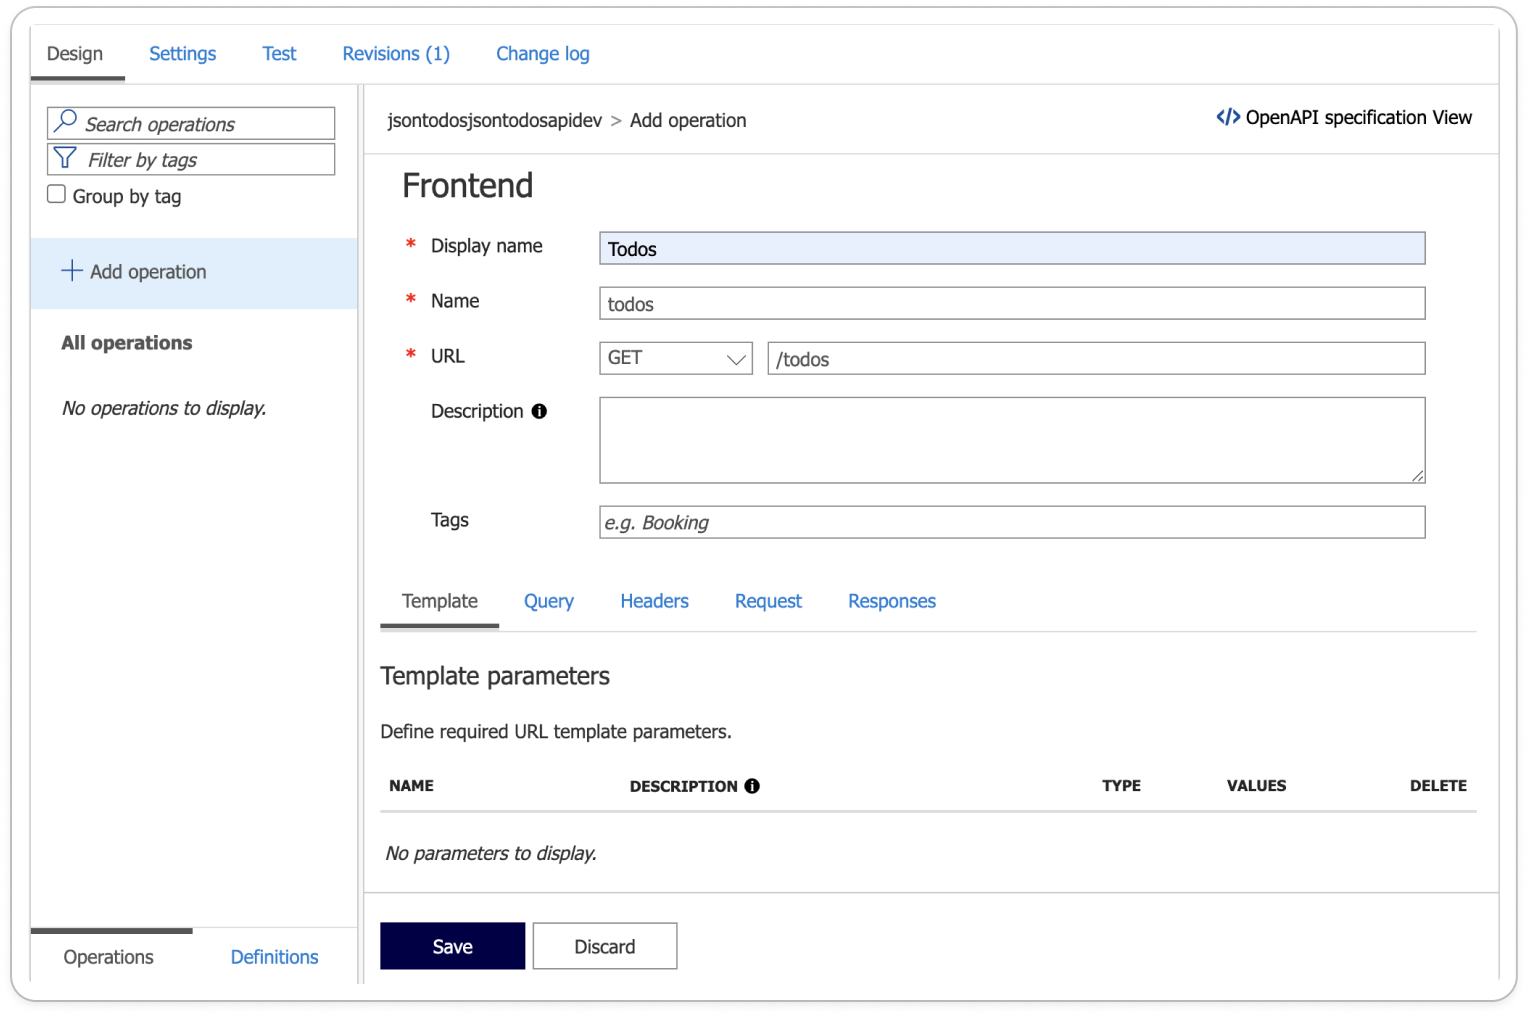 Design Settings Test Revisions (1) Change log
Search operations
Filter by tags
Group by tag
Add operation
All operations
No operations to display.
Operations Definitions
jsontodosjsontodosapidev > Add operation
</> OpenAPI specification View
Frontend
* Display name Todos
* Name todos
* URL GET /todos
Description
Tags e.g. Booking
Template Query Headers Request Responses
Template parameters
Define required URL template parameters.
NAME DESCRIPTION TYPE VALUES DELETE
No parameters to display.
Save Discard